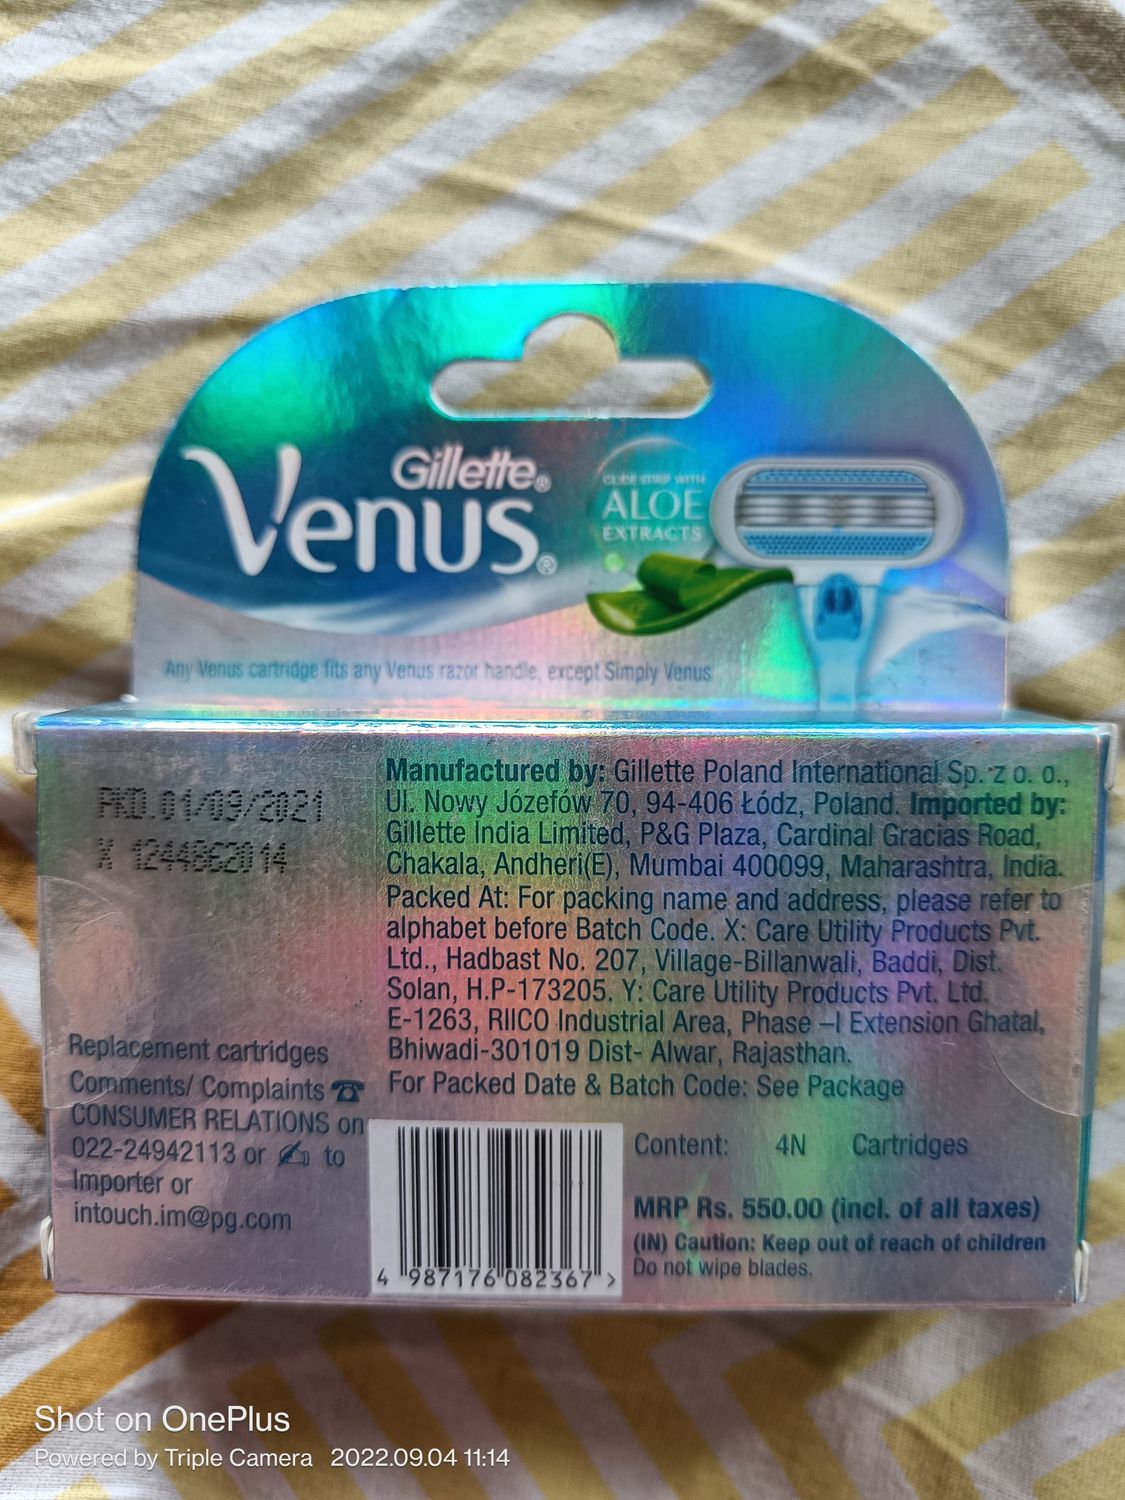 Gillette®
Venus®
GLIDE STRIP WITH
ALOE
EXTRACTS
Any Venus cartridge fits any Venus razor handle, except Simply Venus
PKD.01/09/2021
X 1244862014
Manufactured by: Gillette Poland International Sp. z o. o.,
Ul. Nowy Józefów 70, 94-406 Łódz, Poland. Imported by:
Gillette India Limited, P&G Plaza, Cardinal Gracias Road,
Chakala, Andheri(E), Mumbai 400099, Maharashtra, India.
Packed At: For packing name and address, please refer to
alphabet before Batch Code. X: Care Utility Products Pvt.
Ltd., Hadbast No. 207, Village-Billanwali, Baddi, Dist.
Solan, H.P-173205. Y: Care Utility Products Pvt. Ltd.
E-1263, RIICO Industrial Area, Phase –I Extension Ghatal,
Bhiwadi-301019 Dist- Alwar, Rajasthan.
For Packed Date & Batch Code: See Package
Replacement cartridges
Comments/ Complaints ☎
CONSUMER RELATIONS on
022-24942113 or ✍ to
Importer or
intouch.im@pg.com
4 987176 082367 >
Content: 4N Cartridges
MRP Rs. 550.00 (incl. of all taxes)
(IN) Caution: Keep out of reach of children
Do not wipe blades.
Shot on OnePlus
Powered by Triple Camera 2022.09.04 11:14